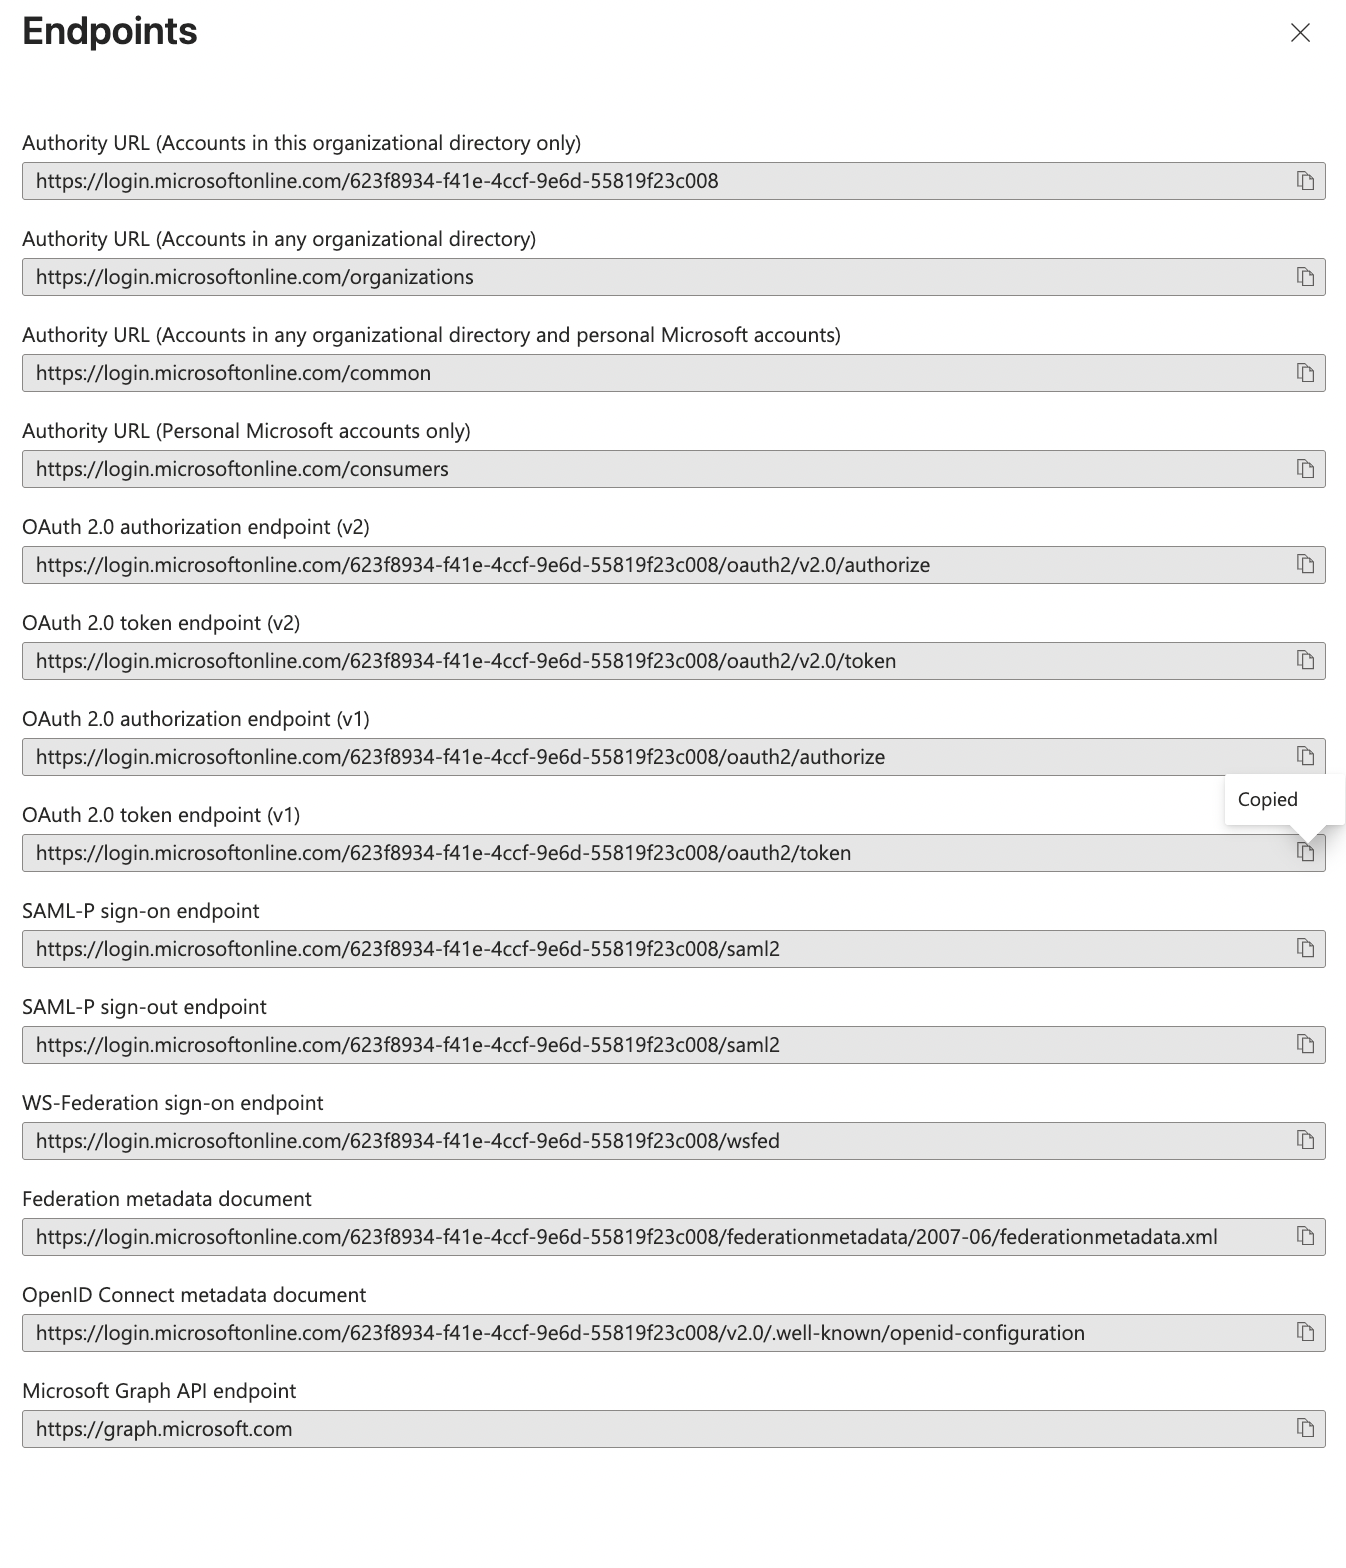 Endpoints
Authority URL (Accounts in this organizational directory only)
https://login.microsoftonline.com/623f8934-f41e-4ccf-9e6d-55819f23c008
Authority URL (Accounts in any organizational directory)
https://login.microsoftonline.com/organizations
Authority URL (Accounts in any organizational directory and personal Microsoft accounts)
https://login.microsoftonline.com/common
Authority URL (Personal Microsoft accounts only)
https://login.microsoftonline.com/consumers
OAuth 2.0 authorization endpoint (v2)
https://login.microsoftonline.com/623f8934-f41e-4ccf-9e6d-55819f23c008/oauth2/v2.0/authorize
OAuth 2.0 token endpoint (v2)
https://login.microsoftonline.com/623f8934-f41e-4ccf-9e6d-55819f23c008/oauth2/v2.0/token
OAuth 2.0 authorization endpoint (v1)
https://login.microsoftonline.com/623f8934-f41e-4ccf-9e6d-55819f23c008/oauth2/authorize
Copied
OAuth 2.0 token endpoint (v1)
https://login.microsoftonline.com/623f8934-f41e-4ccf-9e6d-55819f23c008/oauth2/token
SAML-P sign-on endpoint
https://login.microsoftonline.com/623f8934-f41e-4ccf-9e6d-55819f23c008/saml2
SAML-P sign-out endpoint
https://login.microsoftonline.com/623f8934-f41e-4ccf-9e6d-55819f23c008/saml2
WS-Federation sign-on endpoint
https://login.microsoftonline.com/623f8934-f41e-4ccf-9e6d-55819f23c008/wsfed
Federation metadata document
https://login.microsoftonline.com/623f8934-f41e-4ccf-9e6d-55819f23c008/federationmetadata/2007-06/federationmetadata.xml
OpenID Connect metadata document
https://login.microsoftonline.com/623f8934-f41e-4ccf-9e6d-55819f23c008/v2.0/.well-known/openid-configuration
Microsoft Graph API endpoint
https://graph.microsoft.com